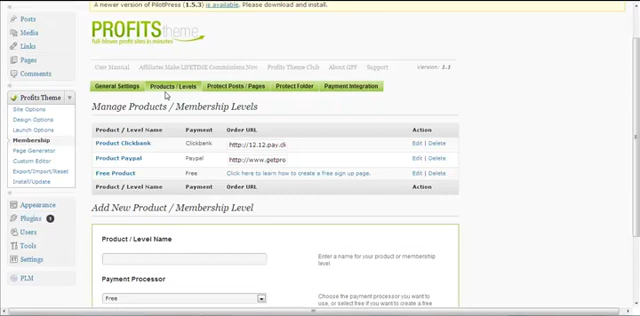 A newer version of PilotPress (1.5.3) is available. Please download and install.
Posts
Media
Links
Pages
Comments
Profits Theme
Site Options
Design Options
Launch Options
Membership
Page Generator
Custom Editor
Export/Import/Reset
Install/Update
Appearance
Plugins 1
Users
Tools
Settings
PLM
PROFITStheme
full blown profit sites in minutes
User Manual
Affiliates Make LIFETIME Commissions Now
Profits Theme Club
About GPF
Support
Version: 1.1
General Settings
Products / Levels
Protect Posts / Pages
Protect Folder
Payment Integration
Manage Products / Membership Levels
Product / Level Name Payment Order URL Action
Product Clickbank Clickbank http://12.12.pay.cli Edit | Delete
Product Paypal Paypal http://www.getpro Edit | Delete
Free Product Free Click here to learn how to create a free sign up page. Edit | Delete
Product / Level Name Payment Order URL Action
Add New Product / Membership Level
Product / Level Name
Enter a name for your product or membership
level.
Payment Processor
Free
Choose the payment processor you want to
use, or select free if you want to create a free